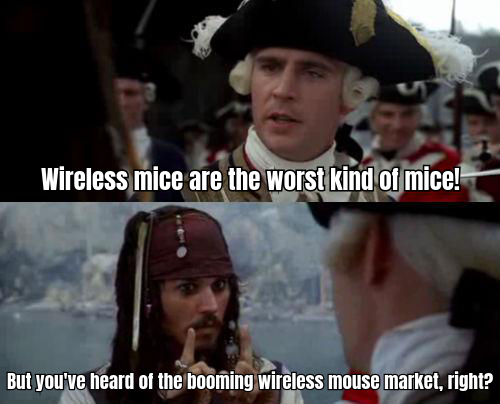 Wireless mice are the worst kind of mice!
But you've heard of the booming wireless mouse market, right?